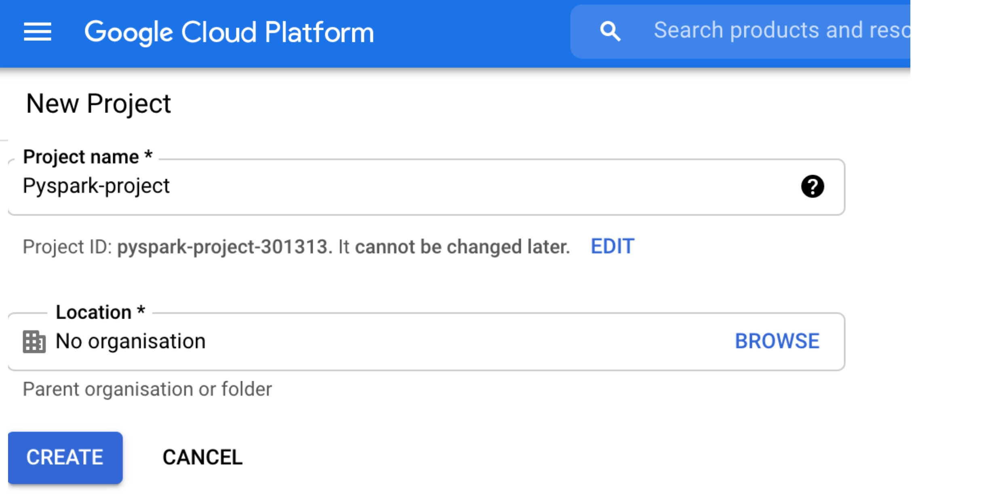 Google Cloud Platform
Search products and reso
New Project
Project name *
Pyspark-project
Project ID: pyspark-project-301313. It cannot be changed later. EDIT
Location *
No organisation BROWSE
Parent organisation or folder
CREATE CANCEL